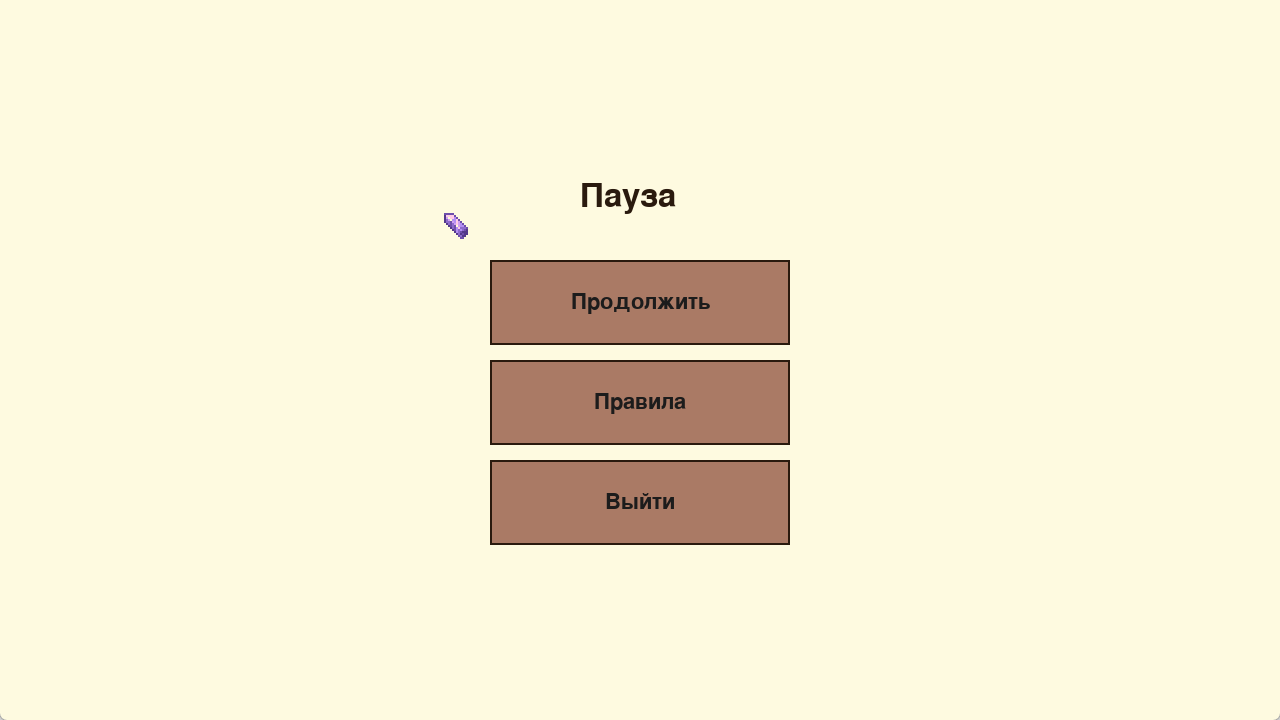 Пауза
Продолжить
Правила
Выйти